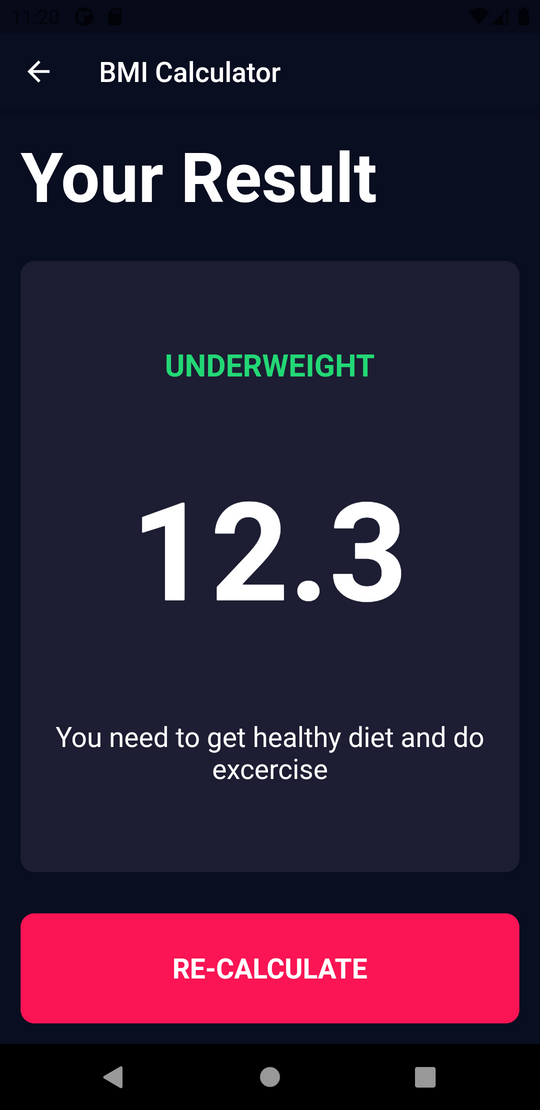 11:20
BMI Calculator
Your Result
UNDERWEIGHT
12.3
You need to get healthy diet and do
excercise
RE-CALCULATE